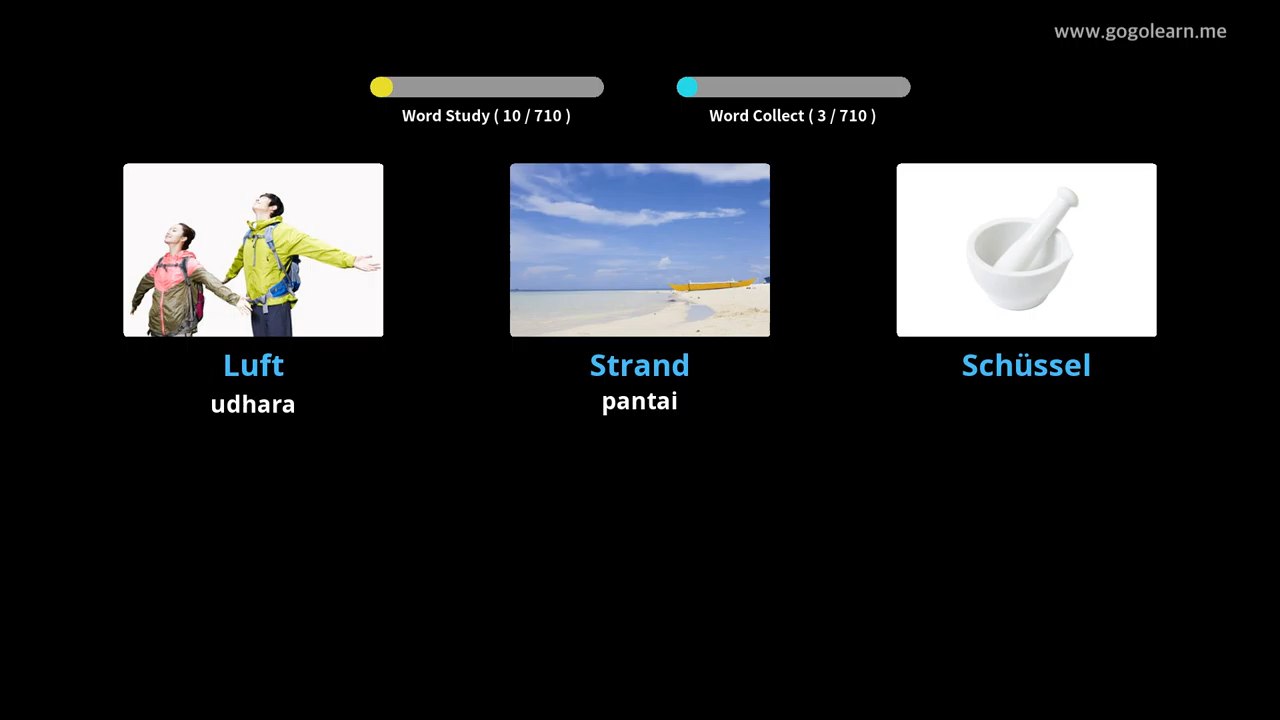 www.gogolearn.me
Word Study ( 10 / 710 )
Word Collect ( 3 / 710 )
Luft
udhara
Strand
pantai
Schüssel